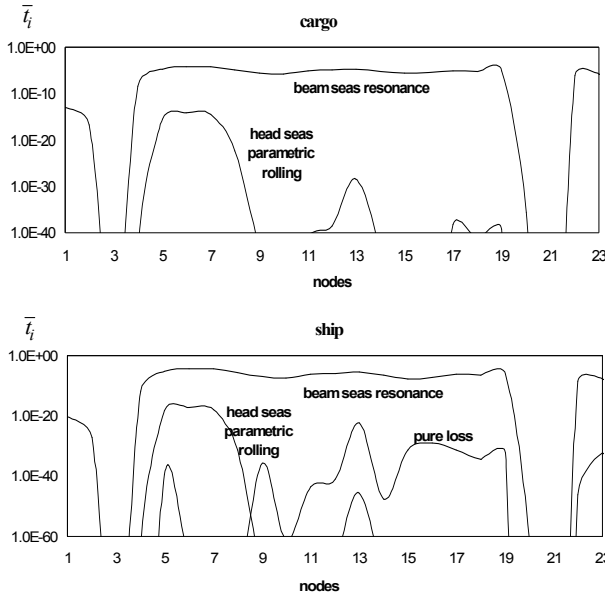 t̅i
cargo
1.0E+00
1.0E-10
1.0E-20
1.0E-30
1.0E-40
beam seas resonance
head seas
parametric
rolling
1 3 5 7 9 11 13 15 17 19 21 23
nodes
t̅i
ship
1.0E+00
1.0E-20
1.0E-40
1.0E-60
beam seas resonance
head seas
parametric
rolling
pure loss
1 3 5 7 9 11 13 15 17 19 21 23
nodes